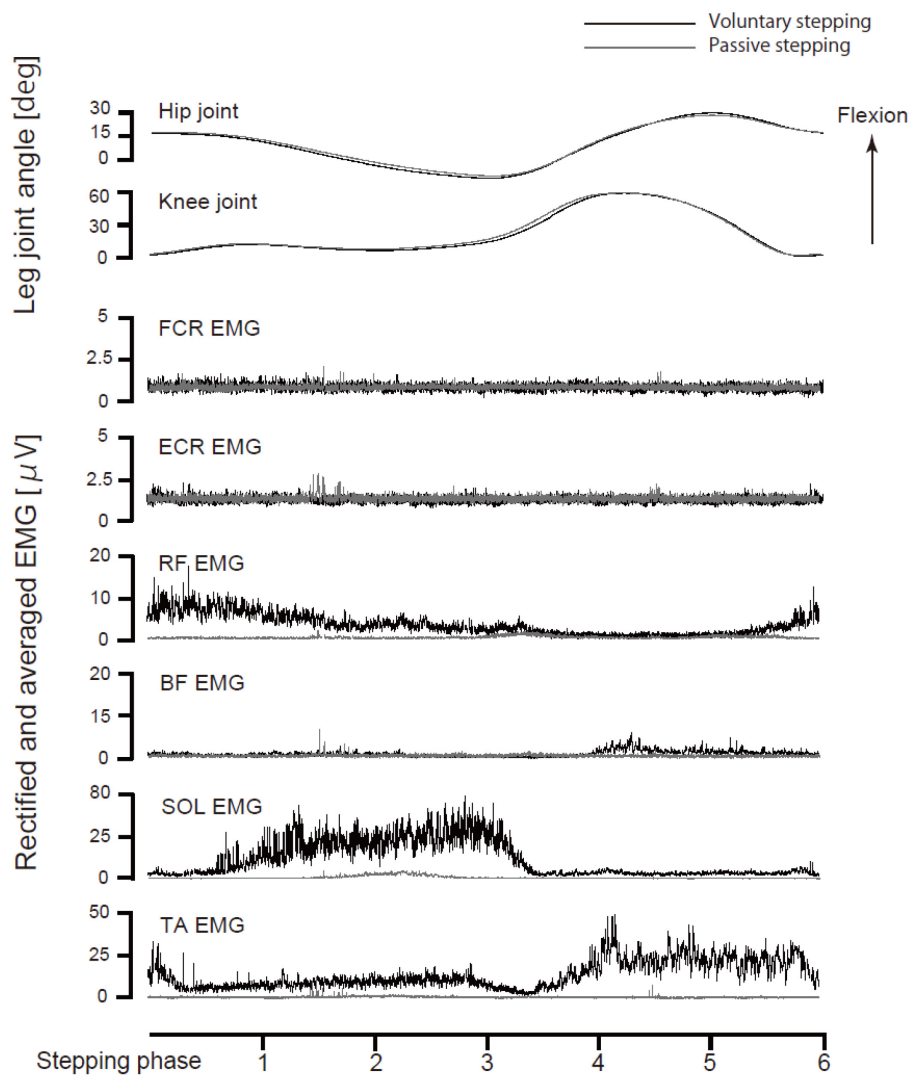 Voluntary stepping
Passive stepping
Leg joint angle [deg]
Hip joint
30
15
0
Flexion
Knee joint
60
30
0
Rectified and averaged EMG [ μV]
FCR EMG
5
2.5
0
ECR EMG
5
2.5
0
RF EMG
20
10
0
BF EMG
20
15
0
SOL EMG
80
25
0
TA EMG
50
25
0
Stepping phase 1 2 3 4 5 6